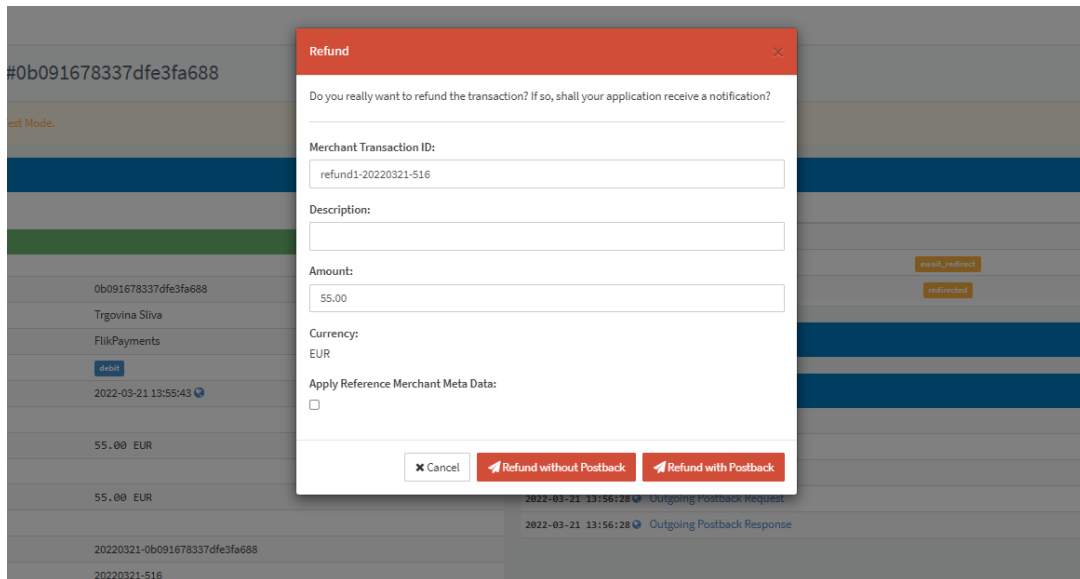 Refund
×
#0b091678337dfe3fa688
Do you really want to refund the transaction? If so, shall your application receive a notification?
est Mode.
Merchant Transaction ID:
refund1-20220321-516
Description:
Amount:
55.00
Currency:
EUR
Apply Reference Merchant Meta Data:
Cancel
Refund without Postback
Refund with Postback
0b091678337dfe3fa688
Trgovina Sliva
FlikPayments
debit
2022-03-21 13:55:43
55.00 EUR
55.00 EUR
20220321-0b091678337dfe3fa688
20220321-516
await_redirect
redirected
2022-03-21 13:56:28 Outgoing Postback Request
2022-03-21 13:56:28 Outgoing Postback Response